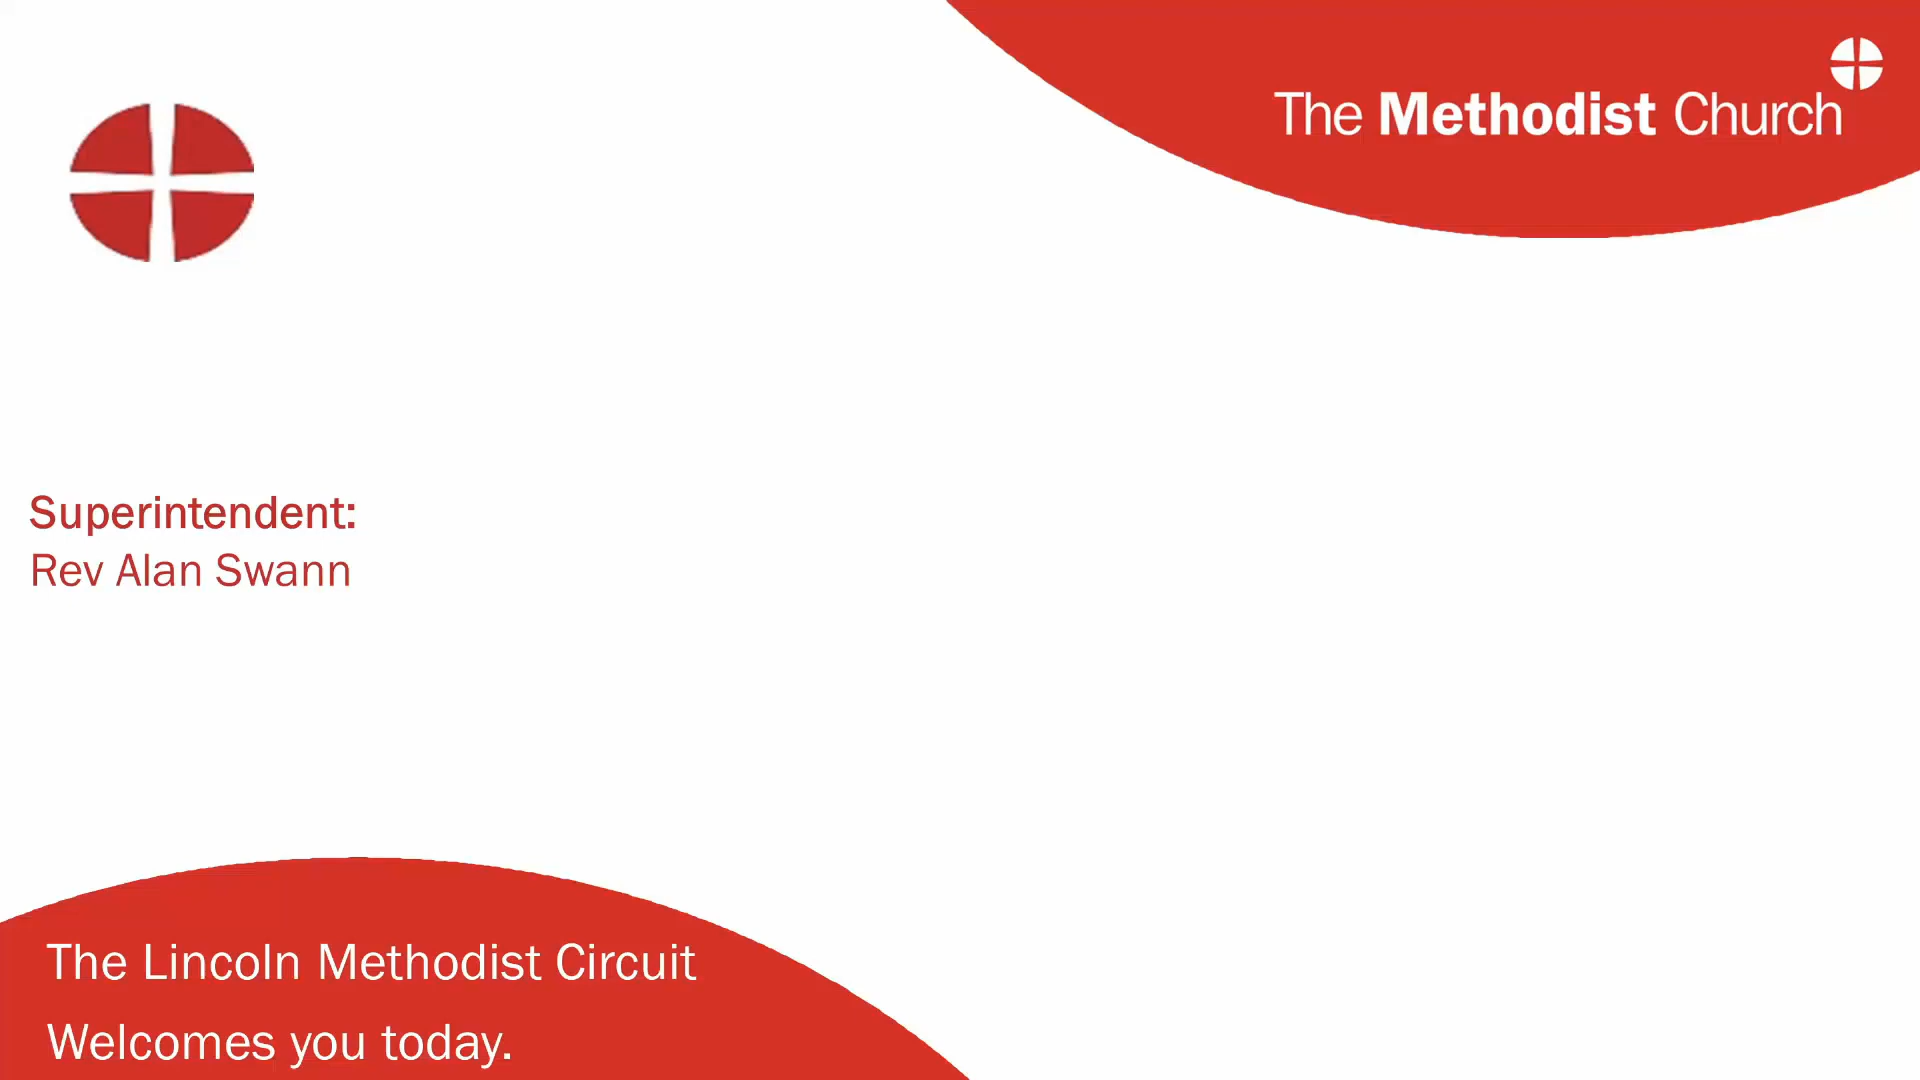 The Methodist Church
Superintendent:
Rev Alan Swann
The Lincoln Methodist Circuit
Welcomes you today.